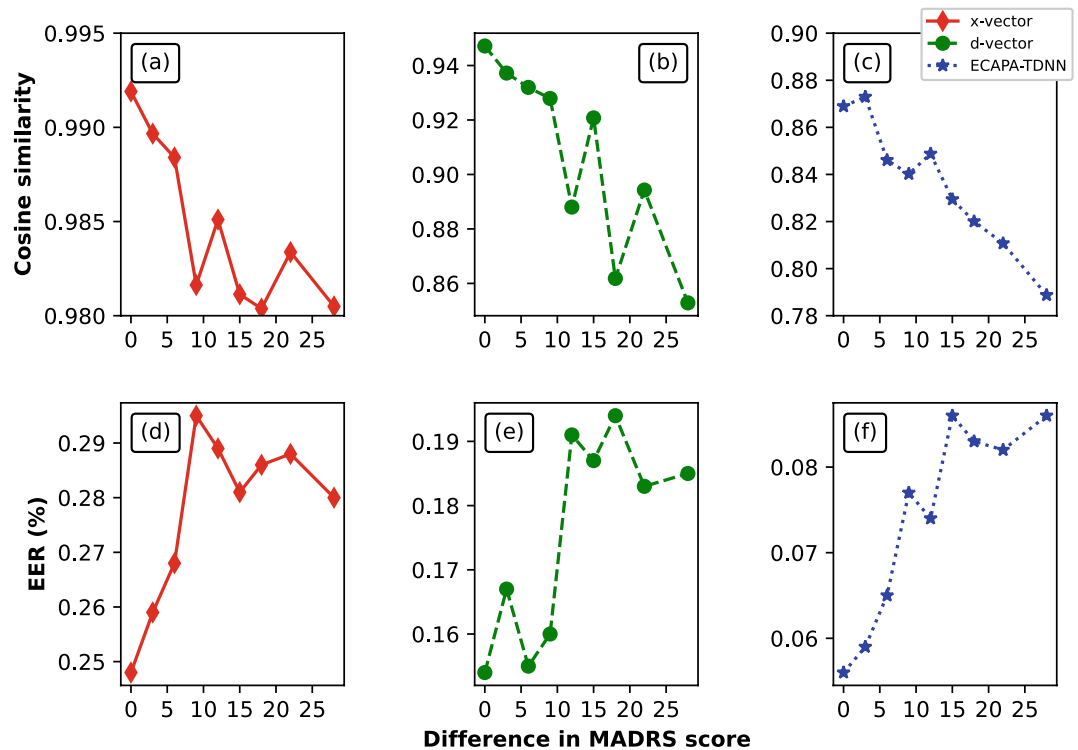 x-vector
d-vector
ECAPA-TDNN
Cosine similarity
0.995
0.990
0.985
0.980
(a)
0 5 10 15 20 25
0.94
0.92
0.90
0.88
0.86
(b)
0 5 10 15 20 25
0.90
0.88
0.86
0.84
0.82
0.80
0.78
(c)
0 5 10 15 20 25
EER (%)
0.29
0.28
0.27
0.26
0.25
(d)
0 5 10 15 20 25
0.19
0.18
0.17
0.16
(e)
0 5 10 15 20 25
0.08
0.07
0.06
(f)
0 5 10 15 20 25
Difference in MADRS score